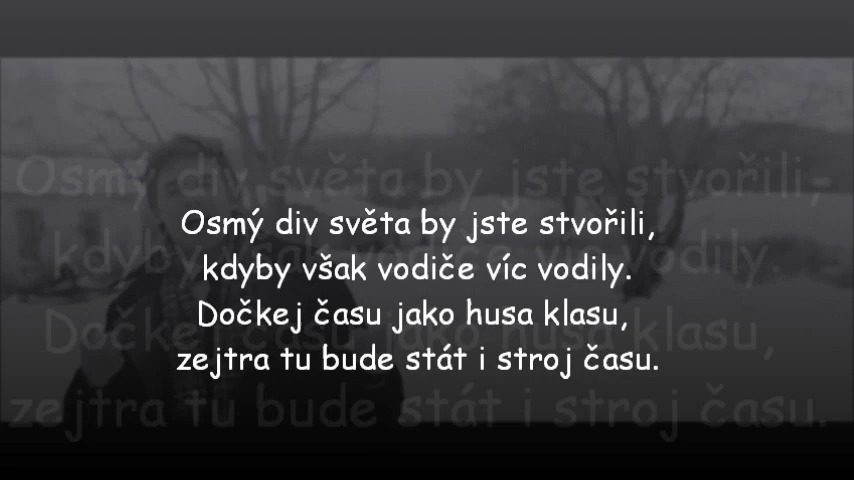 Osmý div světa by jste stvořili,
kdyby však vodiče víc vodily.
Dočkej času jako husa klasu,
zejtra tu bude stát i stroj času.